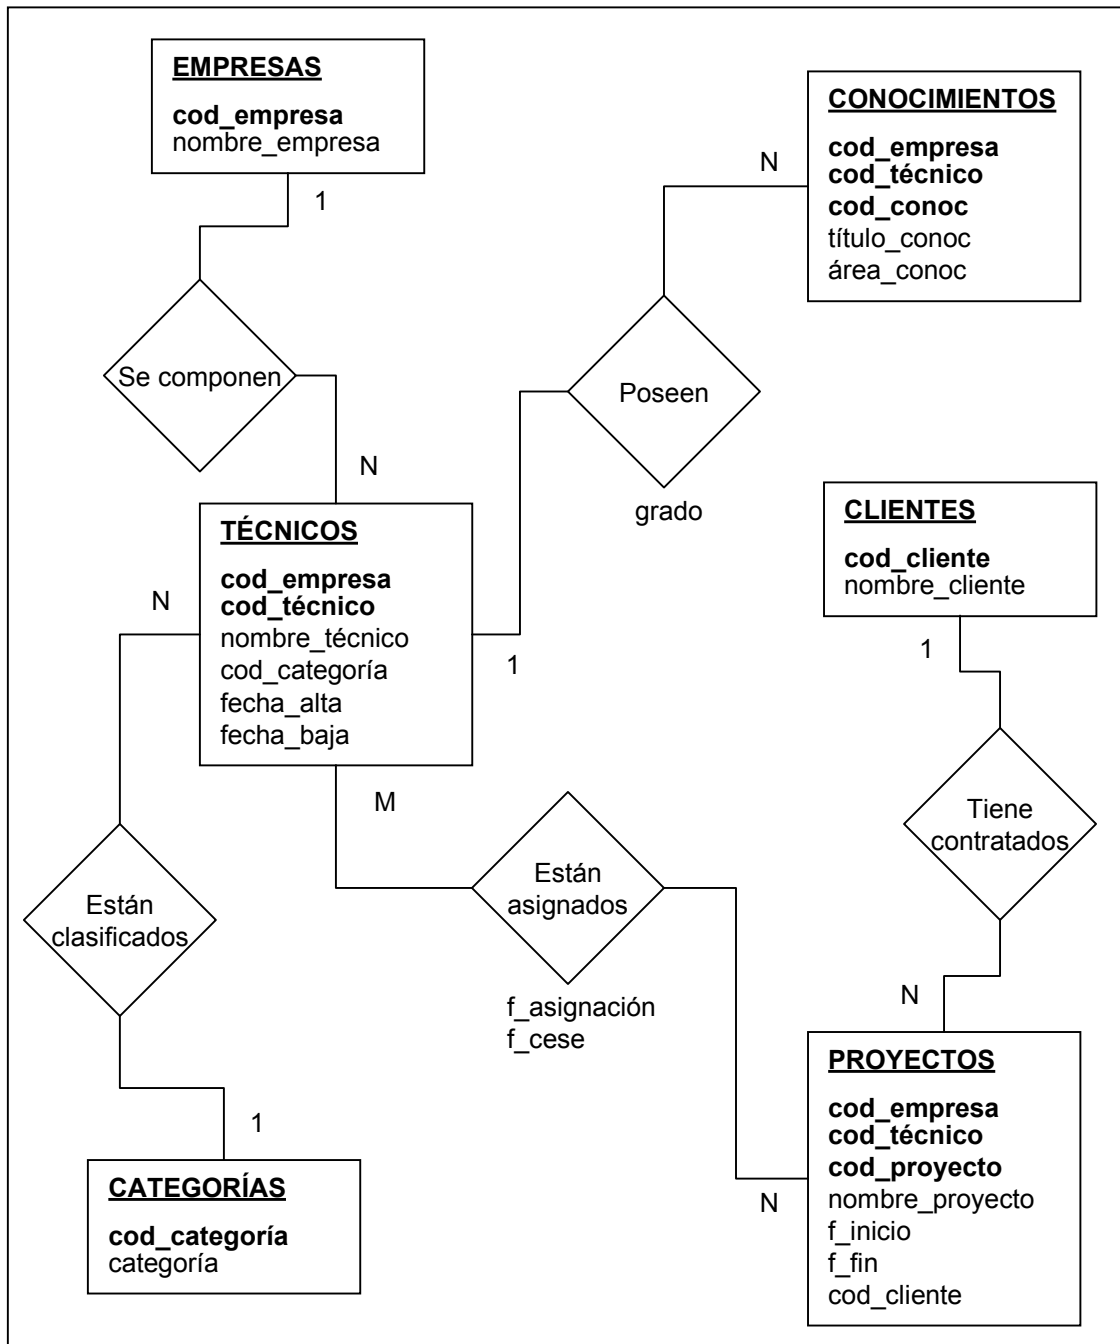 EMPRESAS
cod_empresa
nombre_empresa
1
Se componen
N
CONOCIMIENTOS
cod_empresa
cod_técnico
cod_conoc
título_conoc
área_conoc
N
Poseen
grado
1
TÉCNICOS
cod_empresa
cod_técnico
nombre_técnico
cod_categoría
fecha_alta
fecha_baja
N
M
CLIENTES
cod_cliente
nombre_cliente
1
Tiene
contratados
N
Están
clasificados
1
Están
asignados
f_asignación
f_cese
N
CATEGORÍAS
cod_categoría
categoría
PROYECTOS
cod_empresa
cod_técnico
cod_proyecto
nombre_proyecto
f_inicio
f_fin
cod_cliente